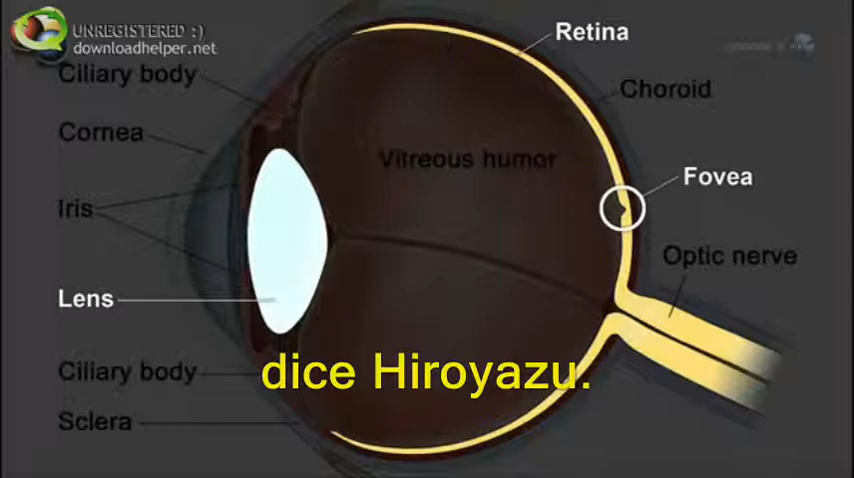 UNREGISTERED :)
downloadhelper.net
Retina
Ciliary body
Choroid
Cornea
Vitreous humor
Fovea
Iris
Optic nerve
Lens
Ciliary body
dice Hiroyazu.
Sclera